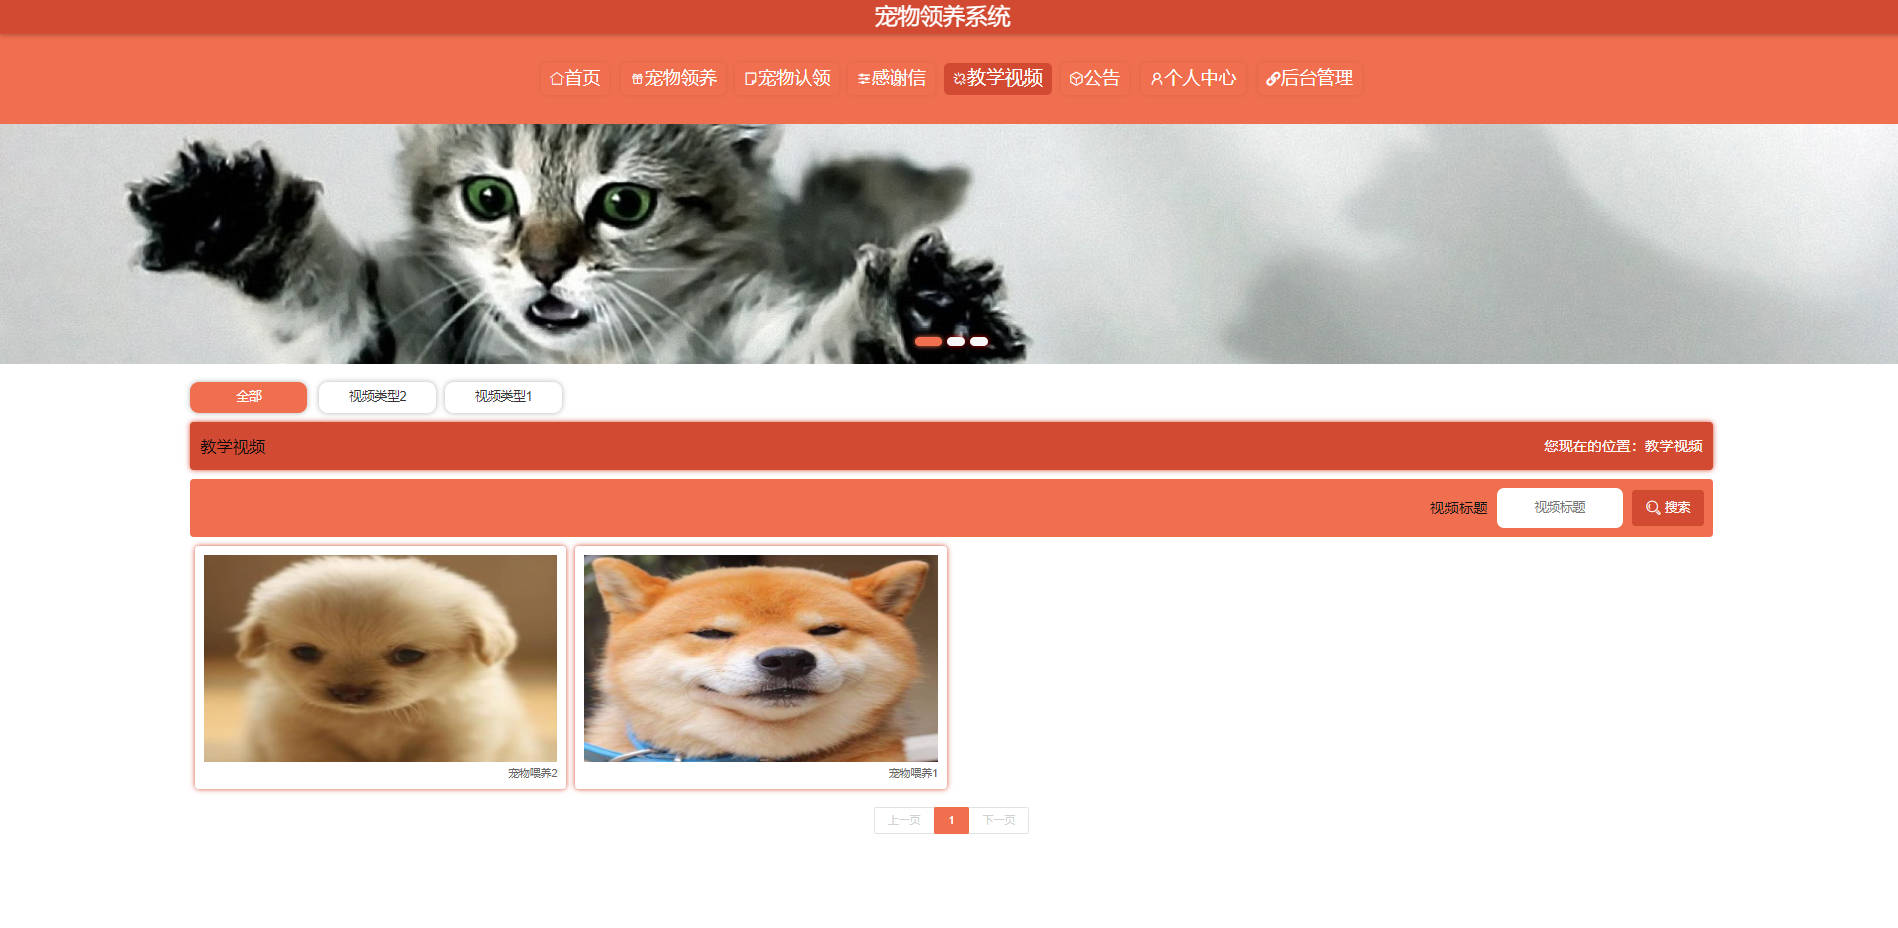 宠物领养系统
首页 宠物领养 宠物认领 感谢信 教学视频 公告 个人中心 后台管理
全部 视频类型2 视频类型1
教学视频 您现在的位置：教学视频
视频标题 视频标题 搜索
宠物喂养2 宠物喂养1
上一页 1 下一页